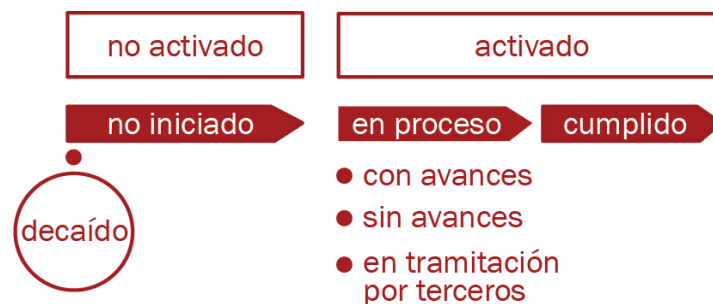 no activado
activado
no iniciado
en proceso
cumplido
con avances
decaído
sin avances
en tramitación
por terceros